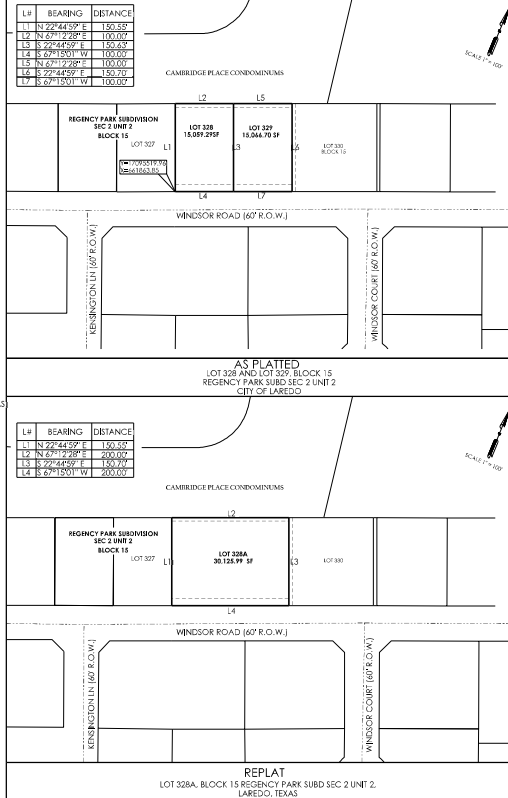 L# BEARING DISTANCE
L1 N 22°44'59" E 150.55'
L2 N 67°12'28" E 100.00'
L3 S 22°44'59" E 150.63'
L4 S 67°15'01" W 100.00'
L5 N 67°12'28" E 100.00'
L6 S 22°44'59" E 150.70'
L7 S 67°15'01" W 100.00'
SCALE 1" = 100'
CAMBRIDGE PLACE CONDOMINUMS
L2 L5
REGENCY PARK SUBDIVISION
SEC 2 UNIT 2
BLOCK 15
LOT 327
L1
LOT 328
15,059.29SF
L3
LOT 329
15,066.70 SF
L6
LOT 330
BLOCK 15
Y=17095519.96
X=661863.85
L4 L7
WINDSOR ROAD (60' R.O.W.)
KENSINGTON LN (60' R.O.W.)
WINDSOR COURT (60' R.O.W.)
AS PLATTED
LOT 328 AND LOT 329, BLOCK 15
REGENCY PARK SUBD SEC 2 UNIT 2
CITY OF LAREDO
AS
L# BEARING DISTANCE
L1 N 22°44'59" E 150.55'
L2 N 67°12'28" E 200.00'
L3 S 22°44'59" E 150.70'
L4 S 67°15'01" W 200.00'
SCALE 1" = 100'
CAMBRIDGE PLACE CONDOMINUMS
L2
REGENCY PARK SUBDIVISION
SEC 2 UNIT 2
BLOCK 15
LOT 327
L1
LOT 328A
30,125.99 SF
L3
LOT 330
L4
WINDSOR ROAD (60' R.O.W.)
KENSINGTON LN (60' R.O.W.)
WINDSOR COURT (60' R.O.W.)
REPLAT
LOT 328A, BLOCK 15 REGENCY PARK SUBD SEC 2 UNIT 2,
LAREDO, TEXAS